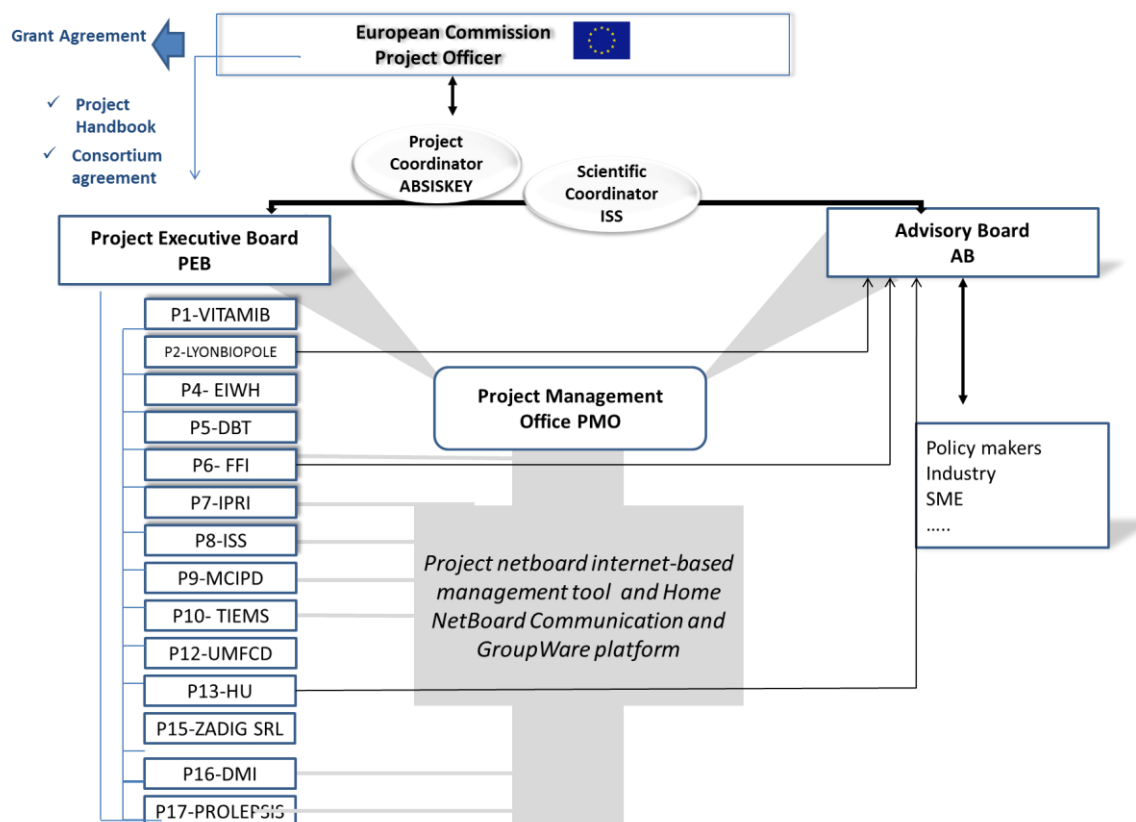 Grant Agreement
European Commission
Project Officer
✓ Project
Handbook
✓ Consortium
agreement
Project
Coordinator
ABSISKEY
Scientific
Coordinator
ISS
Project Executive Board
PEB
Advisory Board
AB
P1-VITAMIB
P2-LYONBIOPOLE
P4- EIWH
P5-DBT
P6- FFI
P7-IPRI
P8-ISS
P9-MCIPD
P10- TIEMS
P12-UMFCD
P13-HU
P15-ZADIG SRL
P16-DMI
P17-PROLEPSIS
Project Management
Office PMO
Project netboard internet-based
management tool and Home
NetBoard Communication and
GroupWare platform
Policy makers
Industry
SME
.....